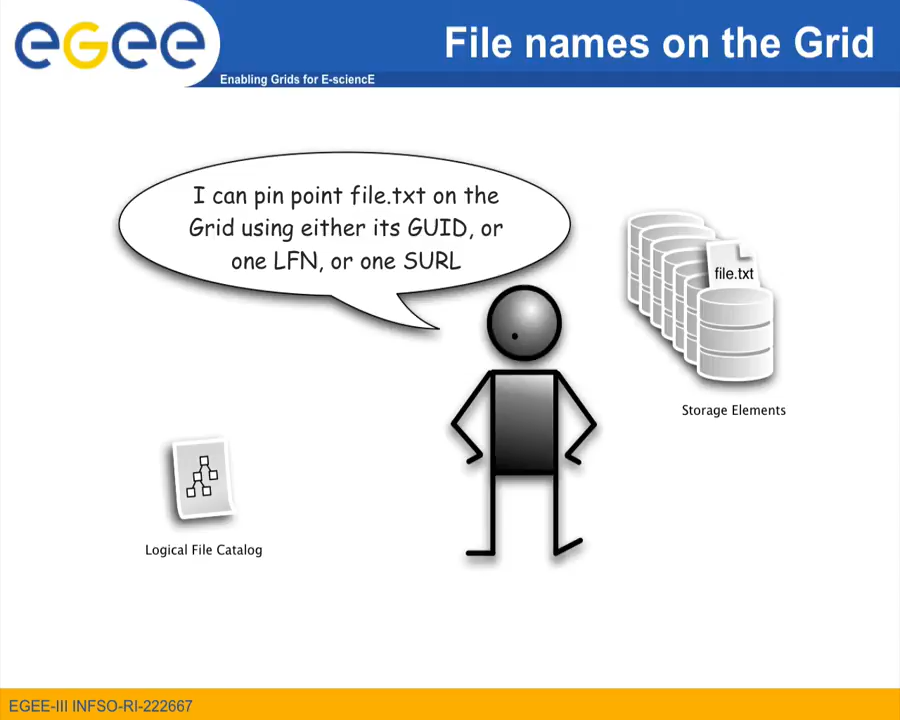 egee
File names on the Grid
Enabling Grids for E-sciencE
I can pin point file.txt on the
Grid using either its GUID, or
one LFN, or one SURL
file.txt
Storage Elements
Logical File Catalog
EGEE-III INFSO-RI-222667